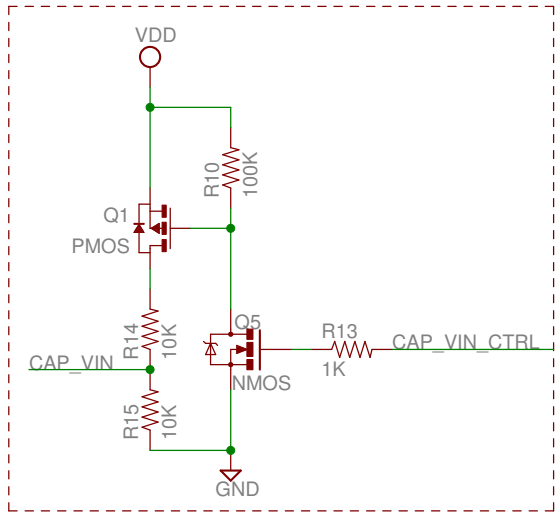 VDD
R10
100K
Q1
PMOS
R14
10K
Q5
NMOS
R13
1K
CAP_VIN_CTRL
CAP_VIN
R15
10K
GND